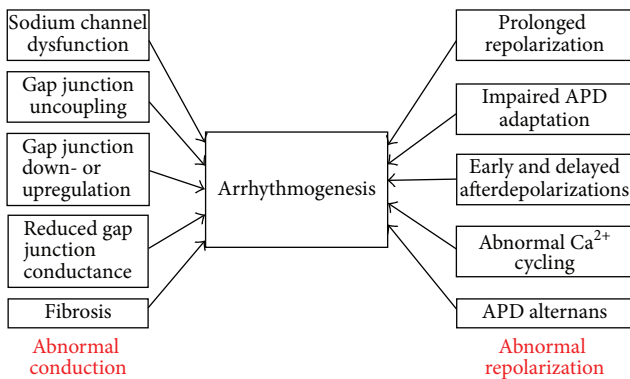 Sodium channel
dysfunction
Gap junction
uncoupling
Gap junction
down- or
upregulation
Reduced gap
junction
conductance
Fibrosis
Abnormal
conduction
Arrhythmogenesis
Prolonged
repolarization
Impaired APD
adaptation
Early and delayed
afterdepolarizations
Abnormal Ca²⁺
cycling
APD alternans
Abnormal
repolarization